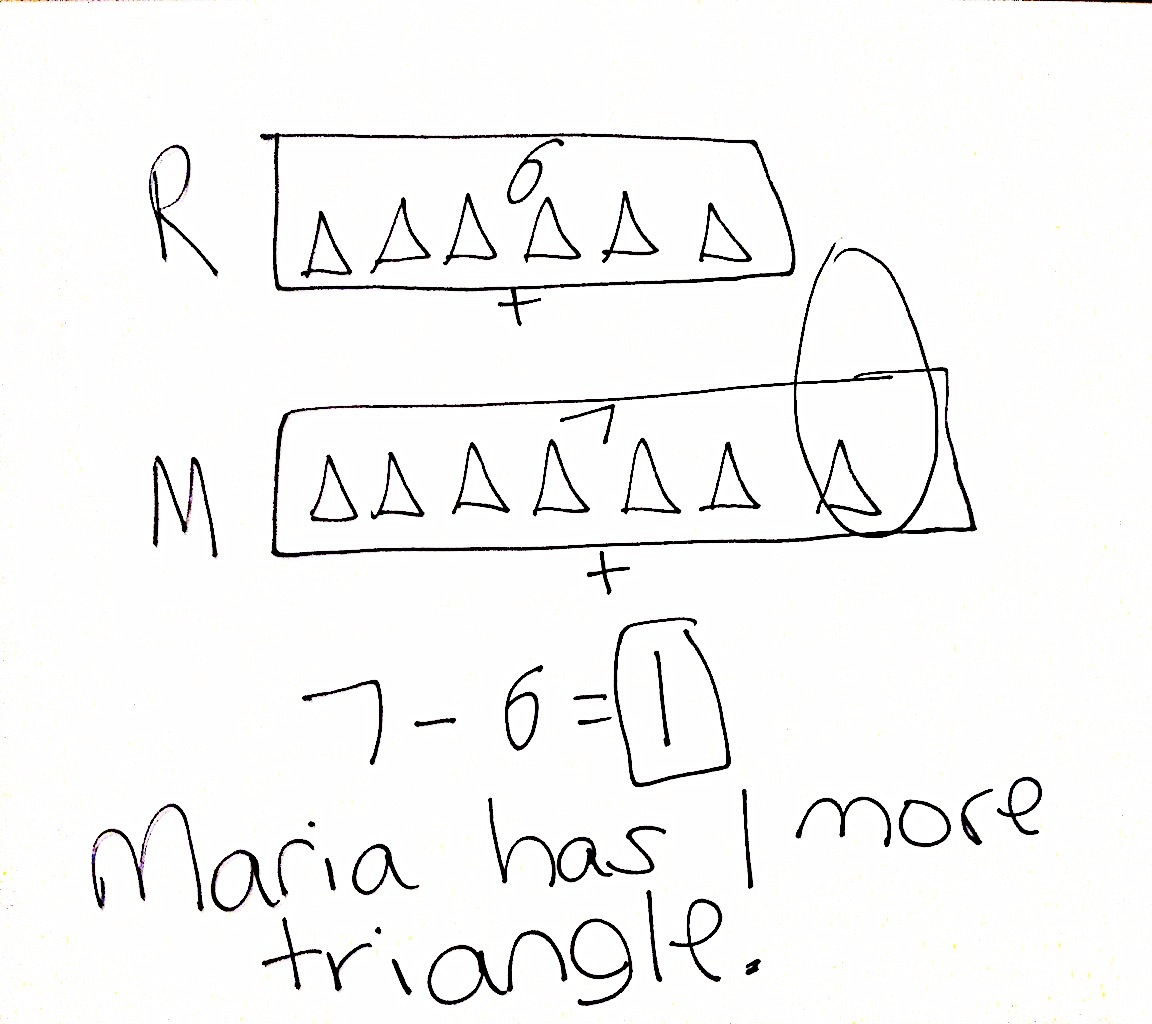 R 6
t
M 7
t
7 - 6 = 1
Maria has 1 more
triangle.